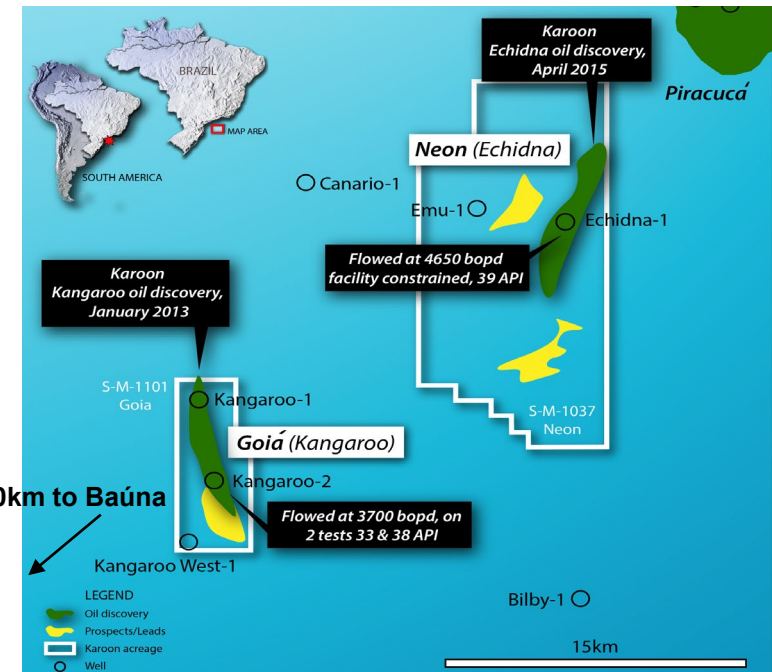 BRAZIL
MAP AREA
SOUTH AMERICA
Karoon
Echidna oil discovery,
April 2015
Piracucá
Neon (Echidna)
Canario-1
Emu-1
Echidna-1
Flowed at 4650 bopd
facility constrained, 39 API
Karoon
Kangaroo oil discovery,
January 2013
S-M-1101
Goia
Kangaroo-1
S-M-1037
Neon
Goiá (Kangaroo)
Kangaroo-2
km to Baúna
Flowed at 3700 bopd, on
2 tests 33 & 38 API
Kangaroo West-1
Bilby-1
LEGEND
Oil discovery
Prospects/Leads
Karoon acreage
Well
15km